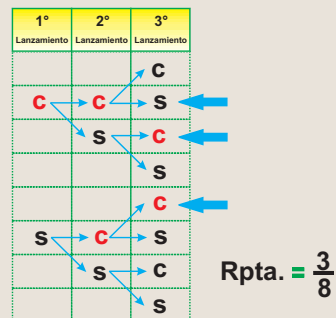 1° 2° 3°
Lanzamiento Lanzamiento Lanzamiento
C
C C S
S C
S
C
S C S
S C
S
Rpta. = 3/8